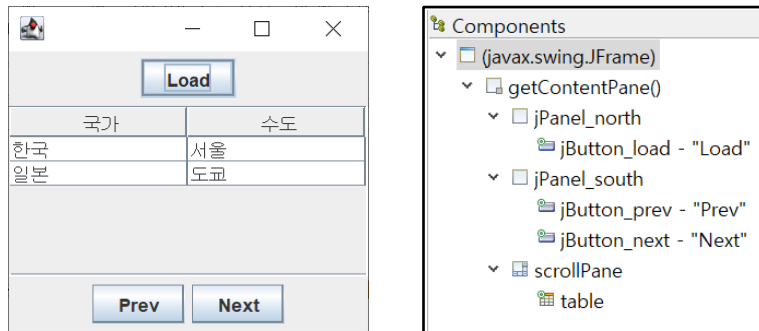 Load
국가 수도
한국 서울
일본 도쿄
Prev Next
Components
(javax.swing.JFrame)
getContentPane()
jPanel_north
jButton_load - "Load"
jPanel_south
jButton_prev - "Prev"
jButton_next - "Next"
scrollPane
table